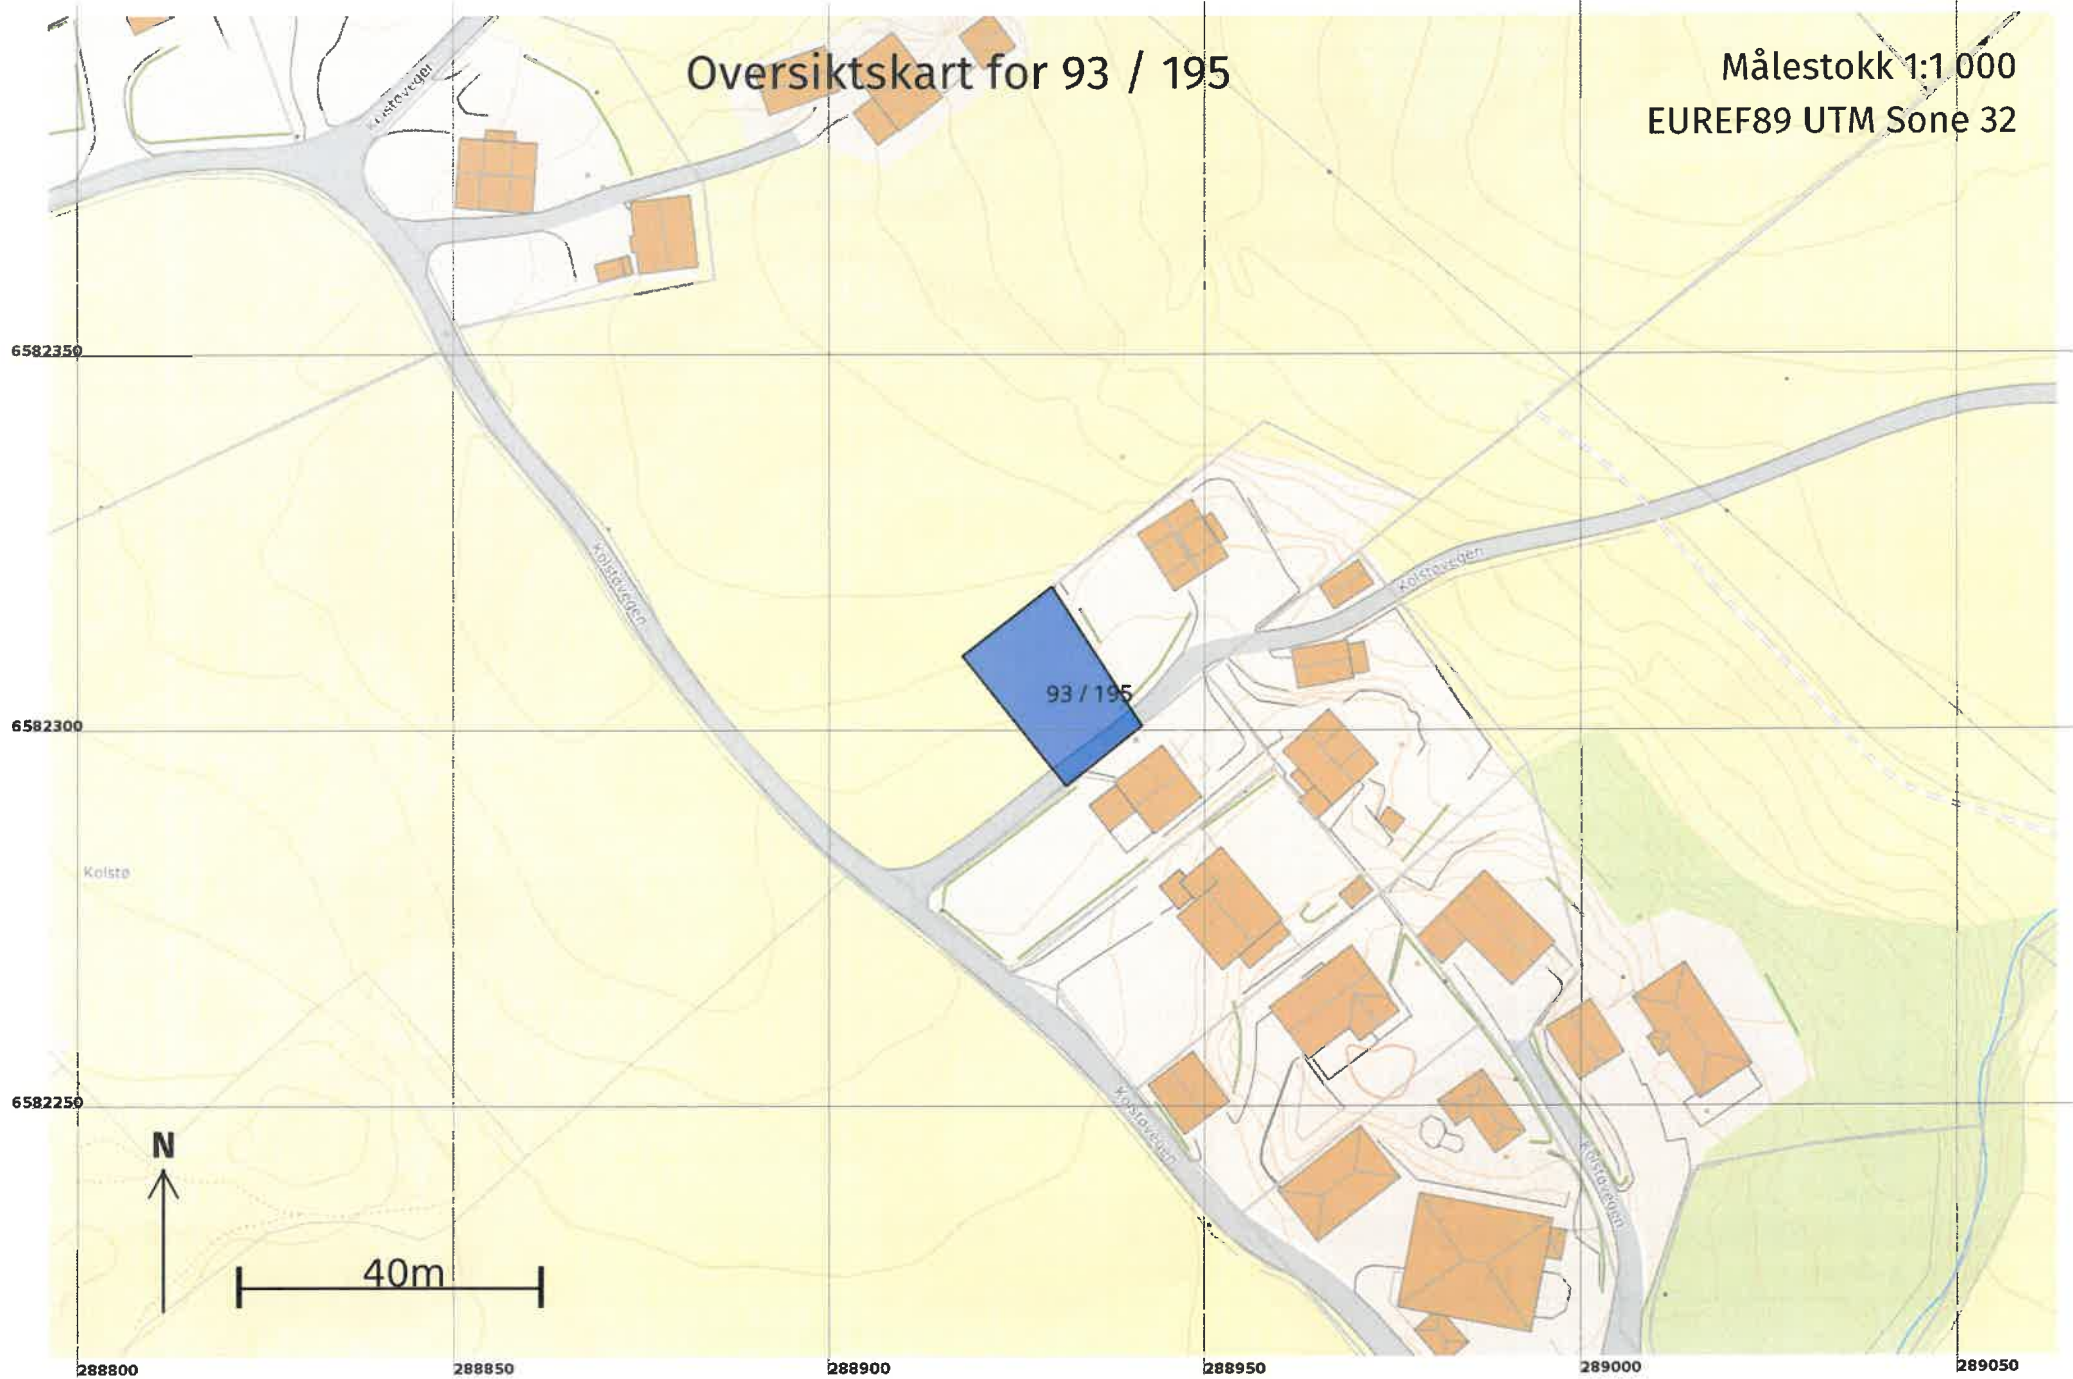 Oversiktskart for 93 / 195
Målestokk 1:1 000
EUREF89 UTM Sone 32
6582350
Kolstøvegen
Kolstøvegen
93 / 195
6582300
Kolstø
6582250
Kolstøvegen
Kolstøvegen
N
40m
288800
288850
288900
288950
289000
289050